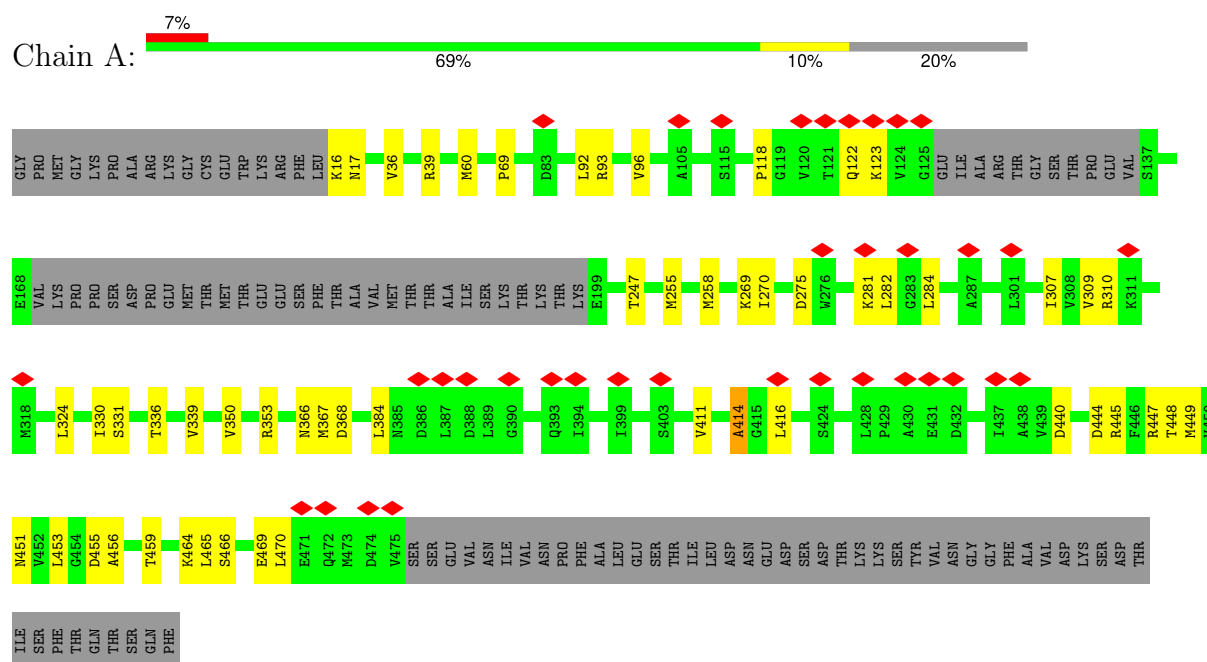 7%
Chain A:
69% 10% 20%
GLY PRO MET GLY LYS PRO ALA ARG LYS GLY CYS GLU TRP LYS ARG PHE LEU K16 N17 V36 R39 M60 P69 D83 L92 R93 V96 A105 S115 P118 G119 V120 T121 Q122 K123 V124 G125 GLU ILE ALA ARG THR GLY SER THR PRO GLU VAL S137
E168 VAL LYS PRO PRO SER ASP PRO GLU MET THR MET THR GLU GLU SER PHE THR ALA VAL MET THR THR ALA ILE SER LYS THR LYS THR LYS E199 T247 M255 M258 K269 I270 D275 W276 K281 L282 G283 L284 A287 L301 I307 V308 V309 R310 K311
M318 L324 I330 S331 T336 V339 V350 R353 N366 M367 D368 L384 N385 D386 L387 D388 L389 G390 Q393 I394 I399 S403 V411 A414 G415 L416 S424 L428 P429 A430 E431 D432 I437 A438 V439 D440 D444 R445 F446 R447 T448 M449
N451 V452 L453 G454 D455 A456 T459 K464 L465 S466 E469 L470 E471 Q472 M473 D474 V475 SER SER GLU VAL ASN ILE VAL ASN PRO PHE ALA LEU GLU SER THR ILE LEU ASP ASN GLU ASP SER ASP THR LYS LYS SER TYR VAL ASN GLY GLY PHE ALA VAL ASP LYS SER ASP THR
ILE SER PHE THR GLN THR SER GLN PHE